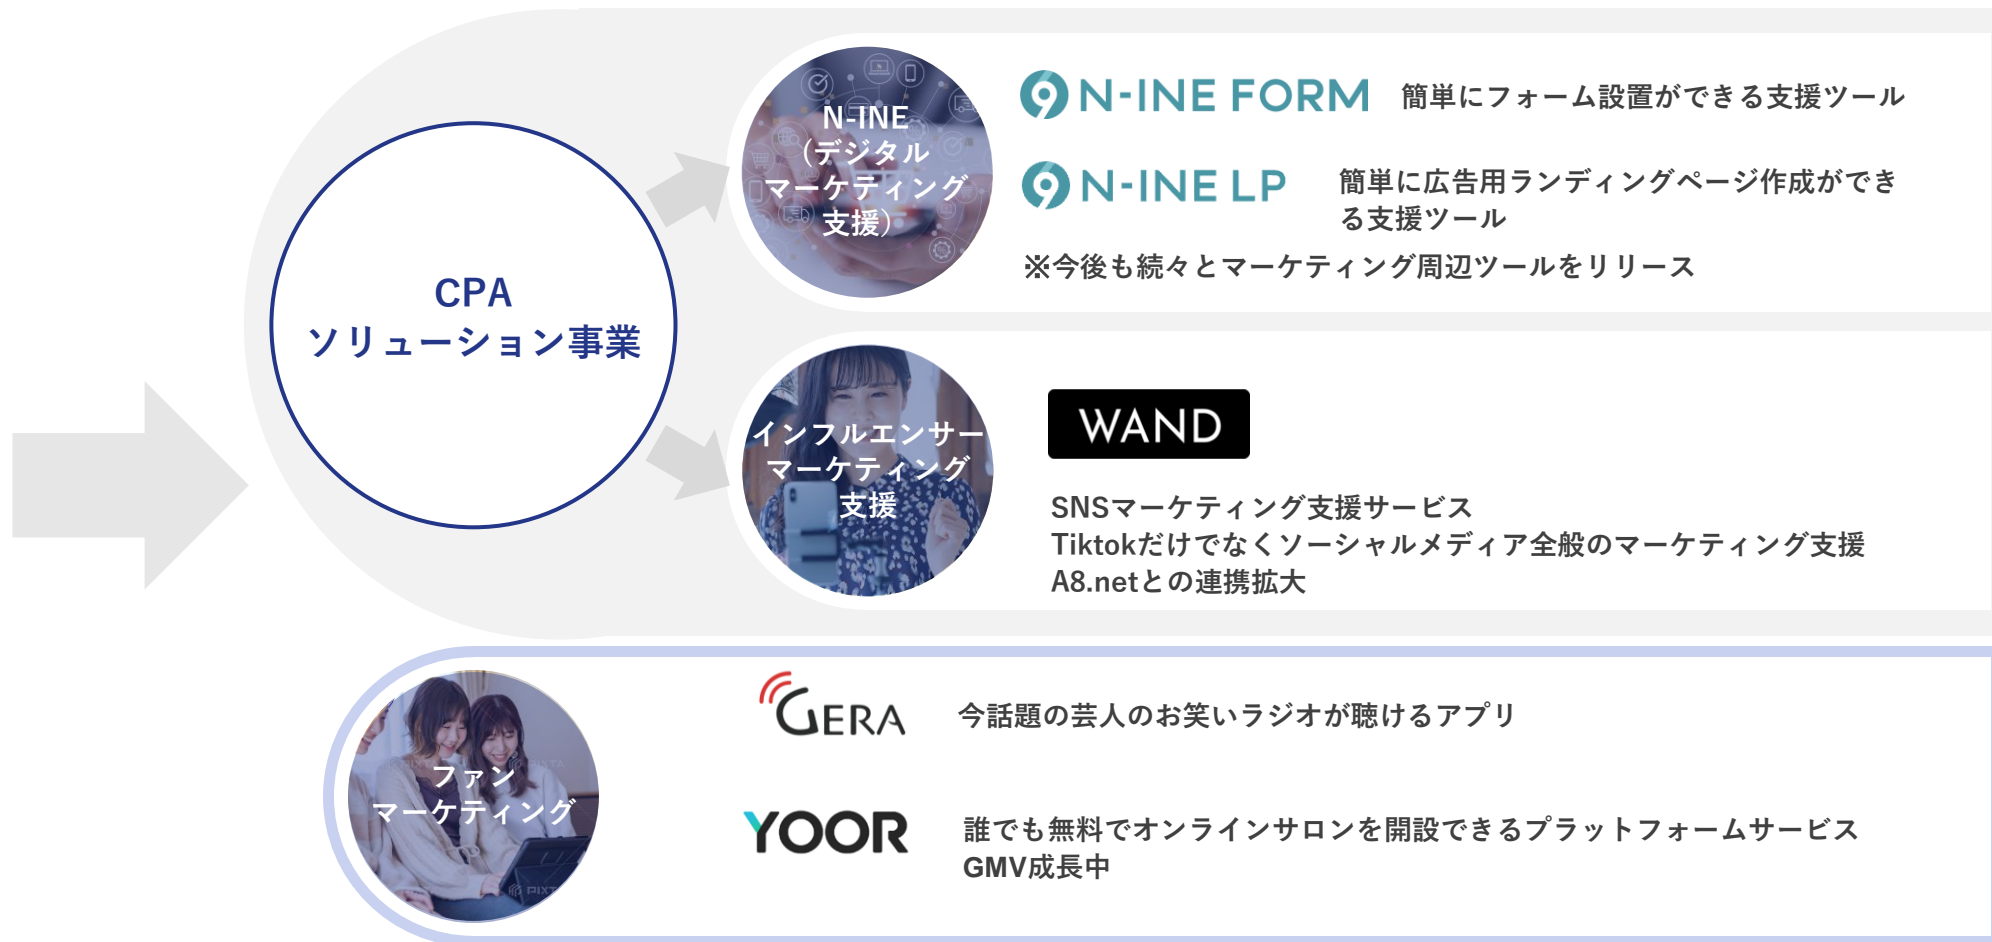 CPA
ソリューション事業
N-INE
（デジタル
マーケティング
支援）
N-INE FORM
簡単にフォーム設置ができる支援ツール
N-INE LP
簡単に広告用ランディングページ作成ができ
る支援ツール
※今後も続々とマーケティング周辺ツールをリリース
インフルエンサー
マーケティング
支援
WAND
SNSマーケティング支援サービス
Tiktokだけでなくソーシャルメディア全般のマーケティング支援
A8.netとの連携拡大
ファン
マーケティング
GERA
今話題の芸人のお笑いラジオが聴けるアプリ
YOOR
誰でも無料でオンラインサロンを開設できるプラットフォームサービス
GMV成長中
PIXTA
PIXTA